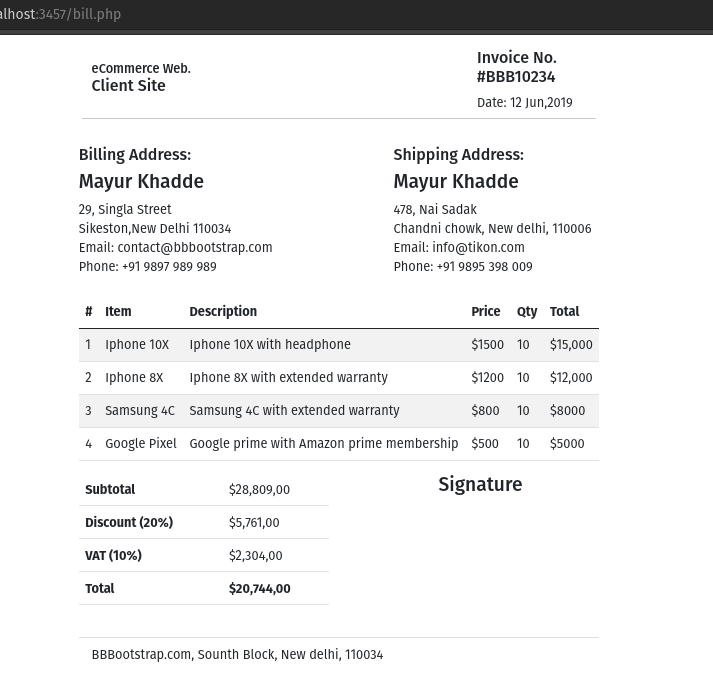 alhost:3457/bill.php
eCommerce Web.
Client Site
Invoice No.
#BBB10234
Date: 12 Jun,2019
Billing Address:
Mayur Khadde
29, Singla Street
Sikeston,New Delhi 110034
Email: contact@bbbootstrap.com
Phone: +91 9897 989 989
Shipping Address:
Mayur Khadde
478, Nai Sadak
Chandni chowk, New delhi, 110006
Email: info@tikon.com
Phone: +91 9895 398 009
# Item Description Price Qty Total
1 Iphone 10X Iphone 10X with headphone $1500 10 $15,000
2 Iphone 8X Iphone 8X with extended warranty $1200 10 $12,000
3 Samsung 4C Samsung 4C with extended warranty $800 10 $8000
4 Google Pixel Google prime with Amazon prime membership $500 10 $5000
Subtotal $28,809,00
Discount (20%) $5,761,00
VAT (10%) $2,304,00
Total $20,744,00
Signature
BBBootstrap.com, Sounth Block, New delhi, 110034